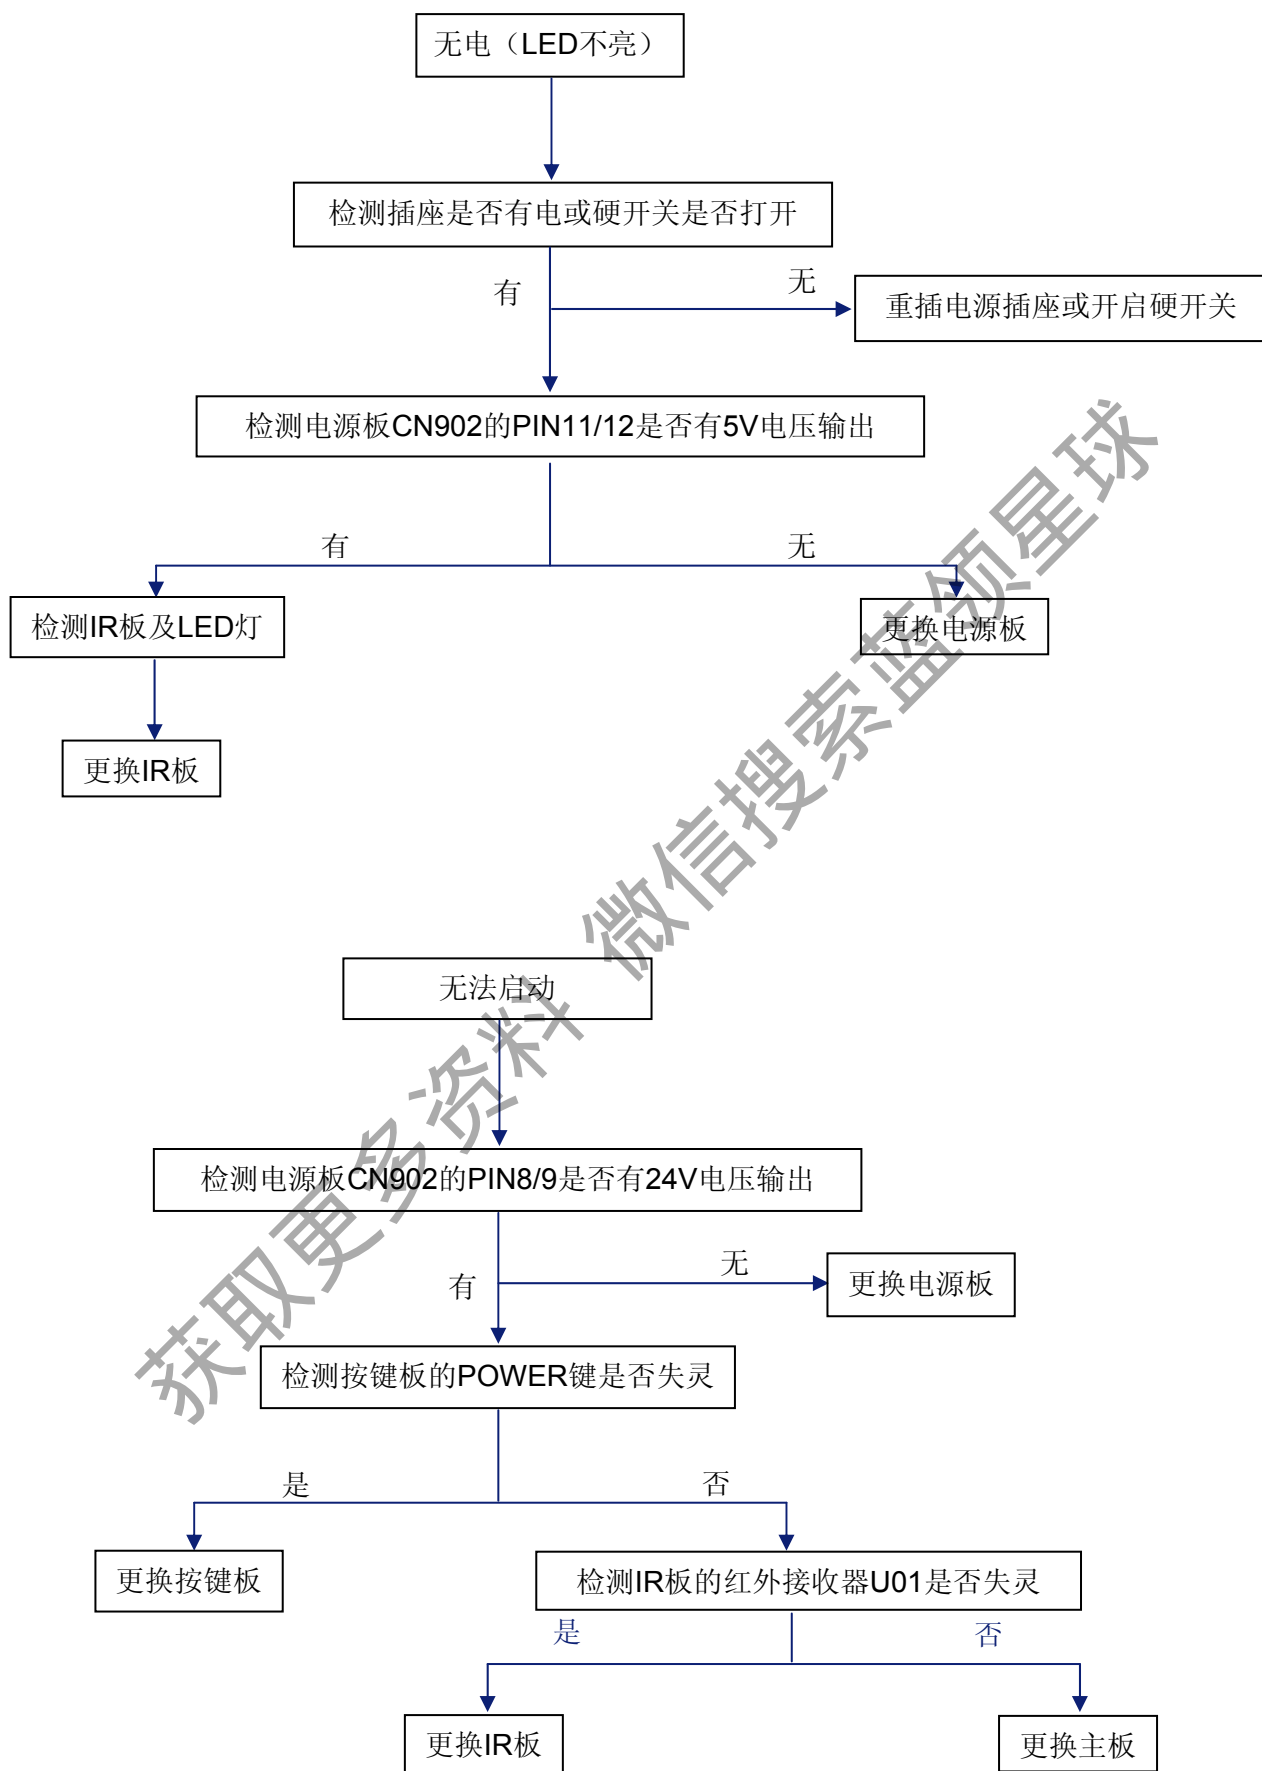 无电（LED不亮）
检测插座是否有电或硬开关是否打开
有
无
重插电源插座或开启硬开关
检测电源板CN902的PIN11/12是否有5V电压输出
有
无
检测IR板及LED灯
更换电源板
更换IR板
无法启动
检测电源板CN902的PIN8/9是否有24V电压输出
有
无
更换电源板
检测按键板的POWER键是否失灵
是
否
更换按键板
检测IR板的红外接收器U01是否失灵
是
否
更换IR板
更换主板
获取更多资料 微信搜索蓝领星球